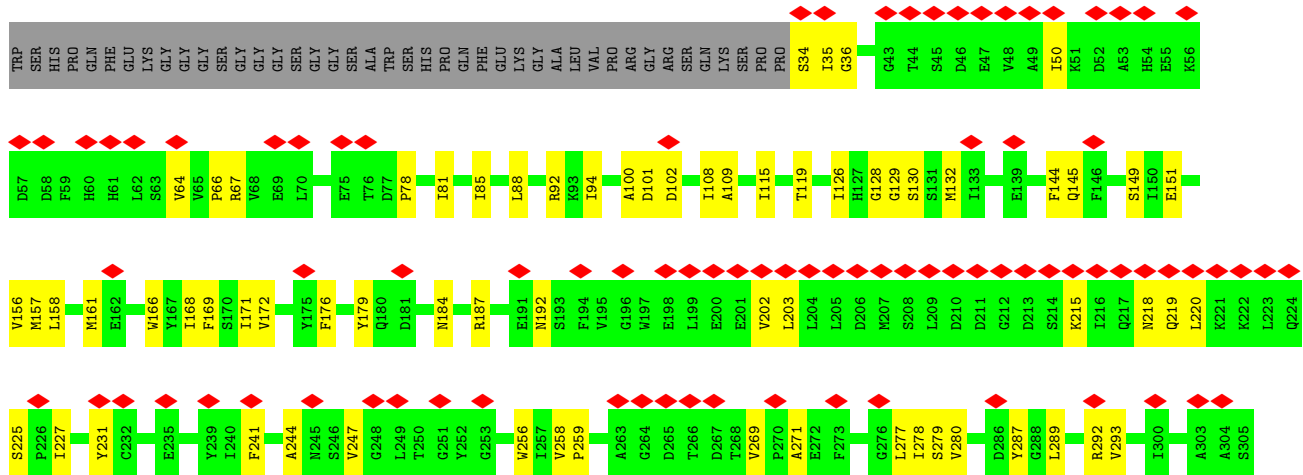 TRP SER HIS PRO GLN PHE GLU LYS GLY GLY GLY SER GLY GLY GLY SER GLY GLY SER ALA TRP SER HIS PRO GLN PHE GLU LYS GLY ALA LEU VAL PRO ARG GLY ARG SER GLN LYS SER PRO PRO S34 I35 G36 G43 T44 S45 D46 E47 V48 A49 I50 K51 D52 A53 H54 E55 K56
D57 D58 F59 H60 H61 L62 S63 V64 V65 P66 R67 V68 E69 L70 E75 T76 D77 P78 I81 I85 L88 R92 K93 I94 A100 D101 D102 I108 A109 I115 T119 I126 H127 G128 G129 S130 S131 M132 I133 E139 F144 Q145 F146 S149 I150 E151
V156 M157 L158 M161 E162 W166 Y167 I168 F169 S170 I171 V172 Y175 F176 Y179 Q180 D181 N184 R187 E191 N192 S193 F194 V195 G196 W197 E198 L199 E200 E201 V202 L203 L204 L205 D206 M207 S208 L209 D210 D211 G212 D213 S214 K215 I216 Q217 N218 Q219 L220 K221 K222 L223 Q224
S225 P226 I227 Y231 C232 E235 Y239 I240 F241 A244 N245 S246 V247 G248 L249 T250 G251 Y252 G253 W256 I257 V258 P259 A263 G264 D265 T266 D267 T268 V269 P270 A271 E272 F273 G276 L277 I278 S279 V280 D286 Y287 G288 L289 R292 V293 I300 A303 A304 S305